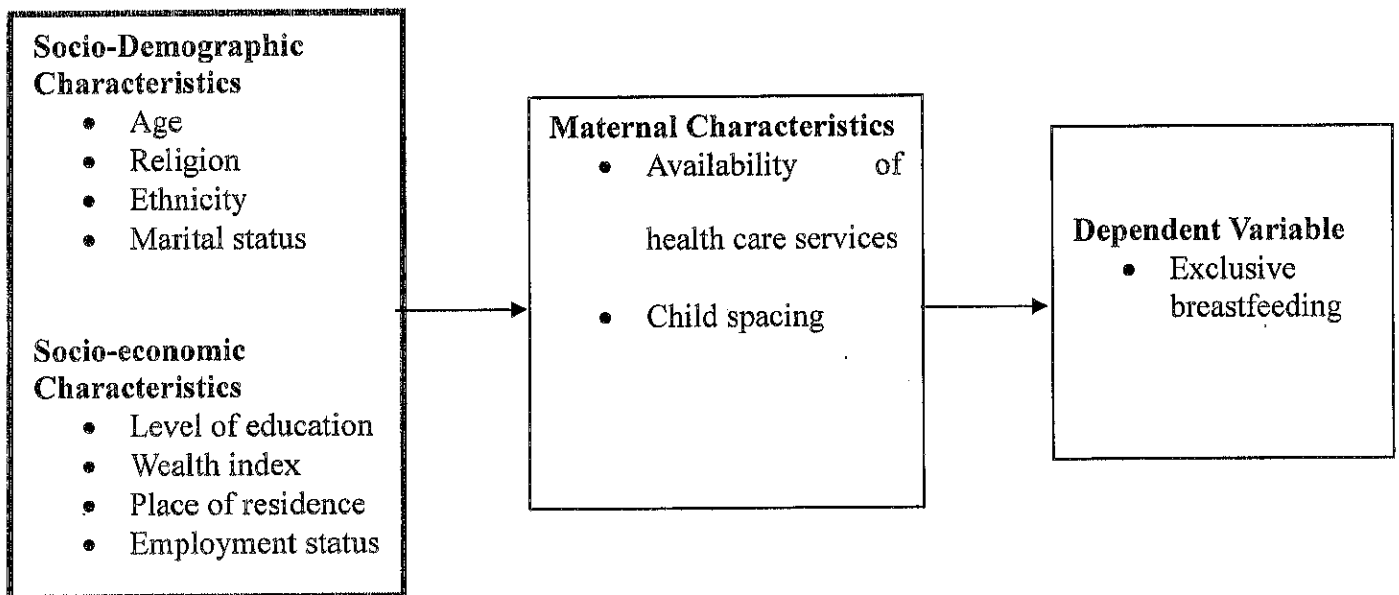 Socio-Demographic
Characteristics
• Age
• Religion
• Ethnicity
• Marital status
Socio-economic
Characteristics
• Level of education
• Wealth index
• Place of residence
• Employment status
Maternal Characteristics
• Availability of
health care services
• Child spacing
Dependent Variable
• Exclusive
breastfeeding